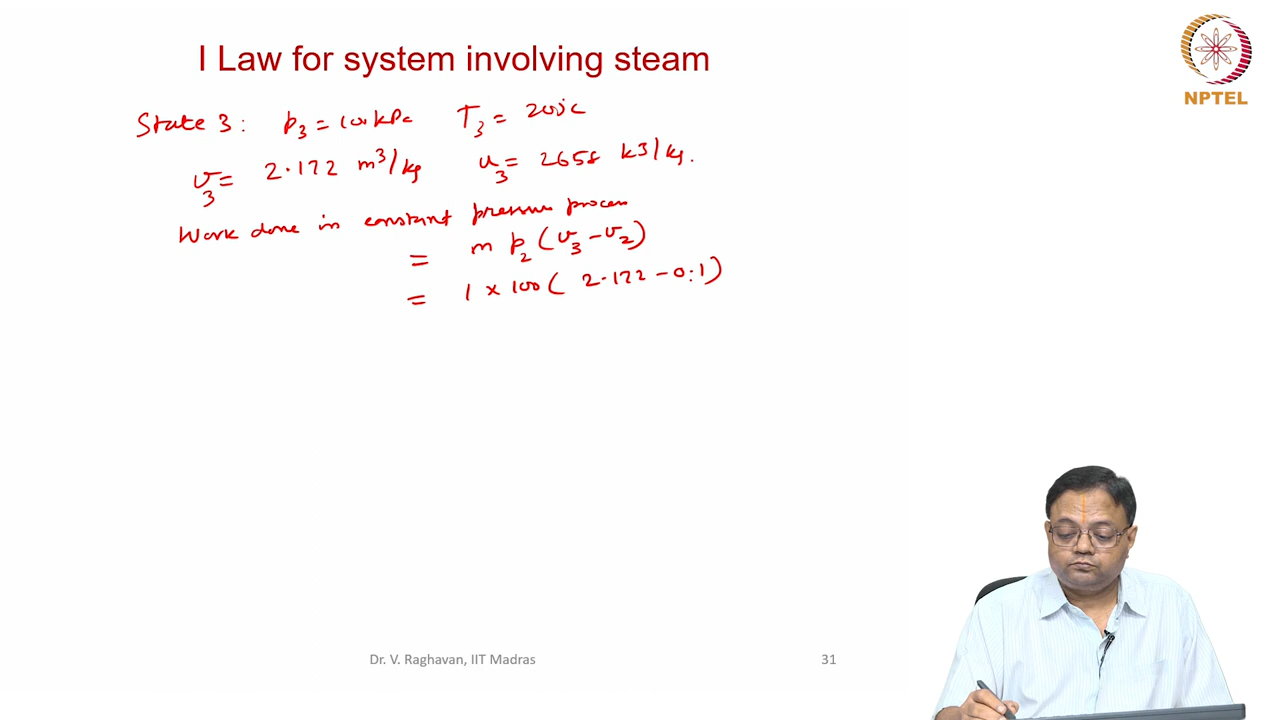 I Law for system involving steam
NPTEL
State 3: p₃ = 100 kPa T₃ = 200°C
v₃ = 2.172 m³/kg u₃ = 2658 kJ/kg.
Work done in constant pressure process
= m p₂ (v₃ - v₂)
= 1 × 100 ( 2.172 - 0.1)
Dr. V. Raghavan, IIT Madras
31